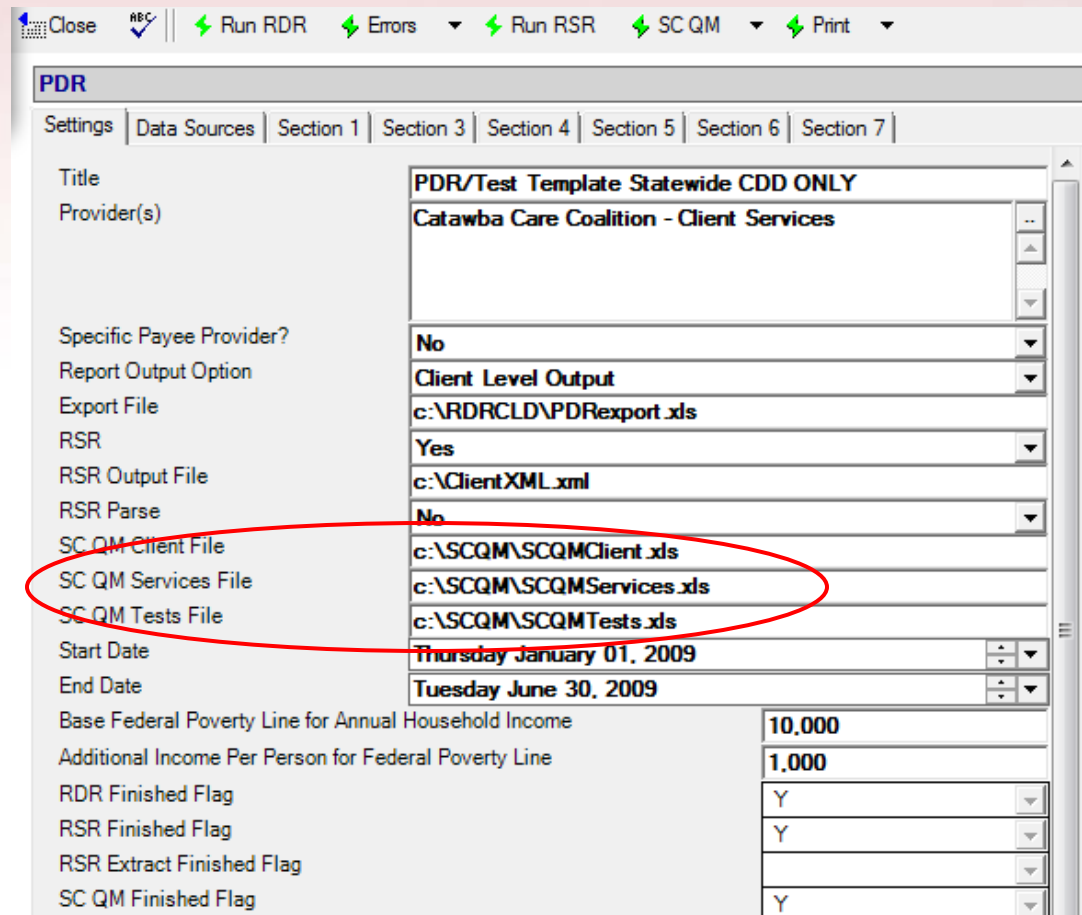 Close ABC Run RDR Errors Run RSR SC QM Print
PDR
Settings Data Sources Section 1 Section 3 Section 4 Section 5 Section 6 Section 7
Title PDR/Test Template Statewide CDD ONLY
Provider(s) Catawba Care Coalition - Client Services
..
Specific Payee Provider? No
Report Output Option Client Level Output
Export File c:\RDRCLD\PDRexport.xls
RSR Yes
RSR Output File c:\ClientXML.xml
RSR Parse No
SC QM Client File c:\SCQM\SCQMClient.xls
SC QM Services File c:\SCQM\SCQMServices.xls
SC QM Tests File c:\SCQM\SCQMTests.xls
Start Date Thursday January 01, 2009
End Date Tuesday June 30, 2009
Base Federal Poverty Line for Annual Household Income 10,000
Additional Income Per Person for Federal Poverty Line 1,000
RDR Finished Flag Y
RSR Finished Flag Y
RSR Extract Finished Flag
SC QM Finished Flag Y